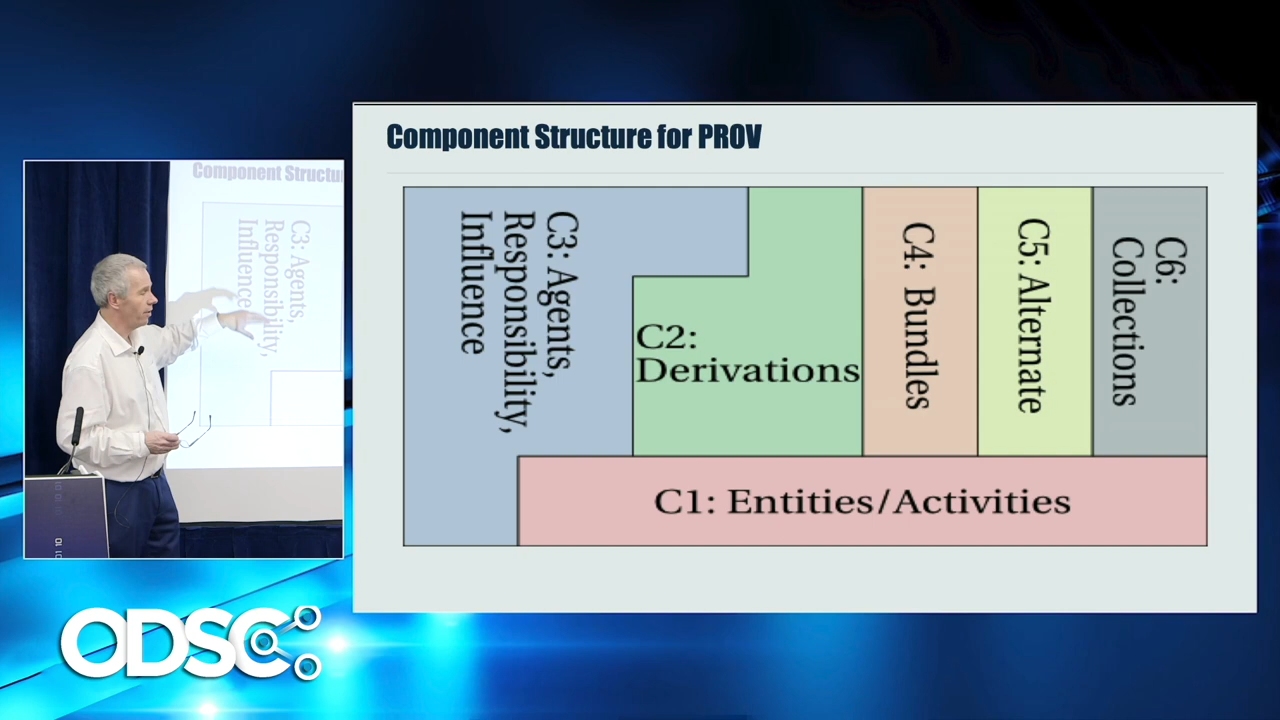 Component Structure for PROV
Component Structu
C3: Agents,
Responsibility,
Influence
C3: Agents,
Responsibility,
Influence
C2:
Derivations
C4: Bundles
C5: Alternate
C6:
Collections
C1: Entities/Activities
ODSC